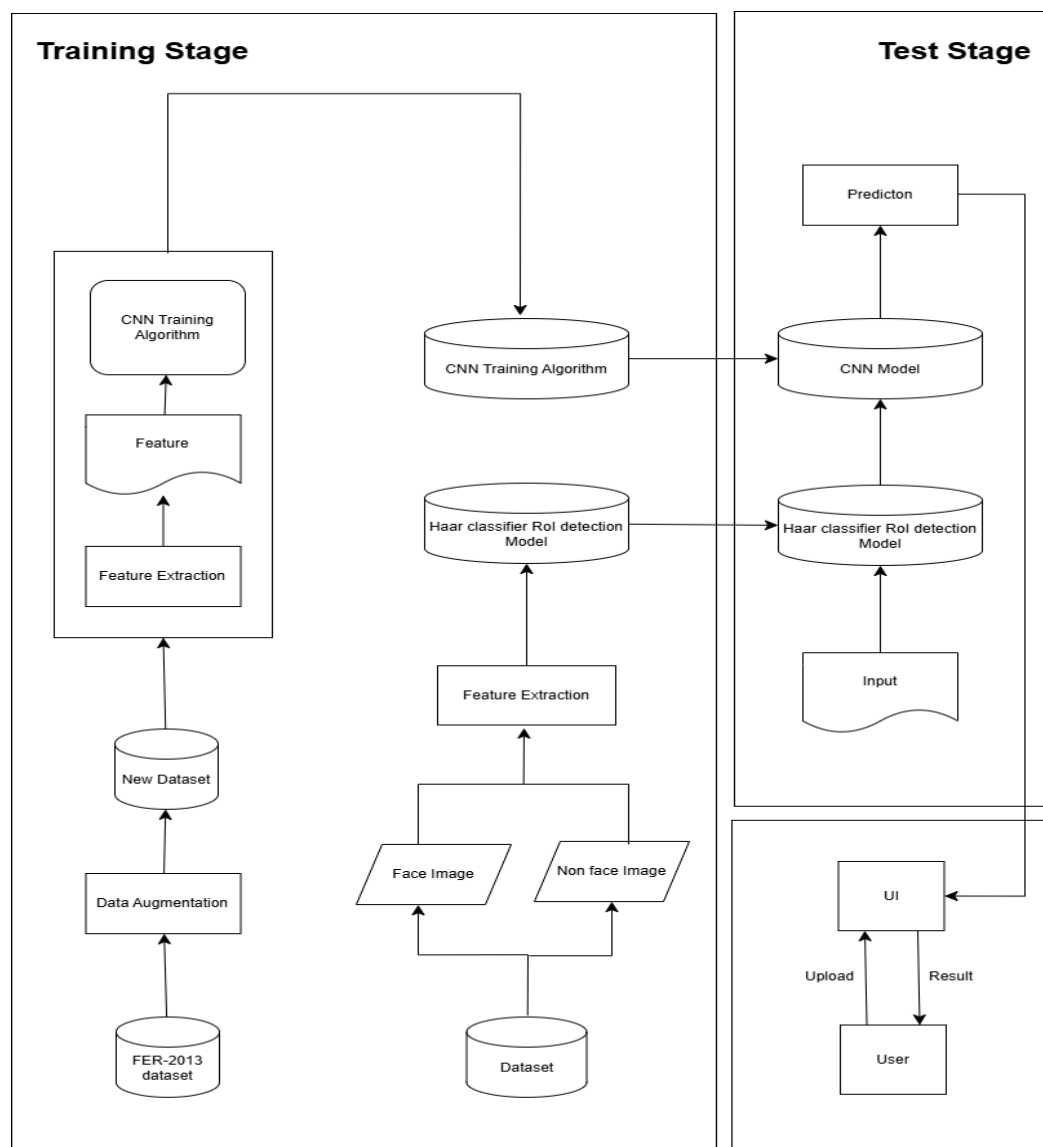 Training Stage
Test Stage
CNN Training
Algorithm
Feature
Feature Extraction
New Dataset
Data Augmentation
FER-2013
dataset
CNN Training Algorithm
Haar classifier RoI detection
Model
Feature Extraction
Face Image
Non face Image
Dataset
Predicton
CNN Model
Haar classifier RoI detection
Model
Input
UI
Upload
Result
User